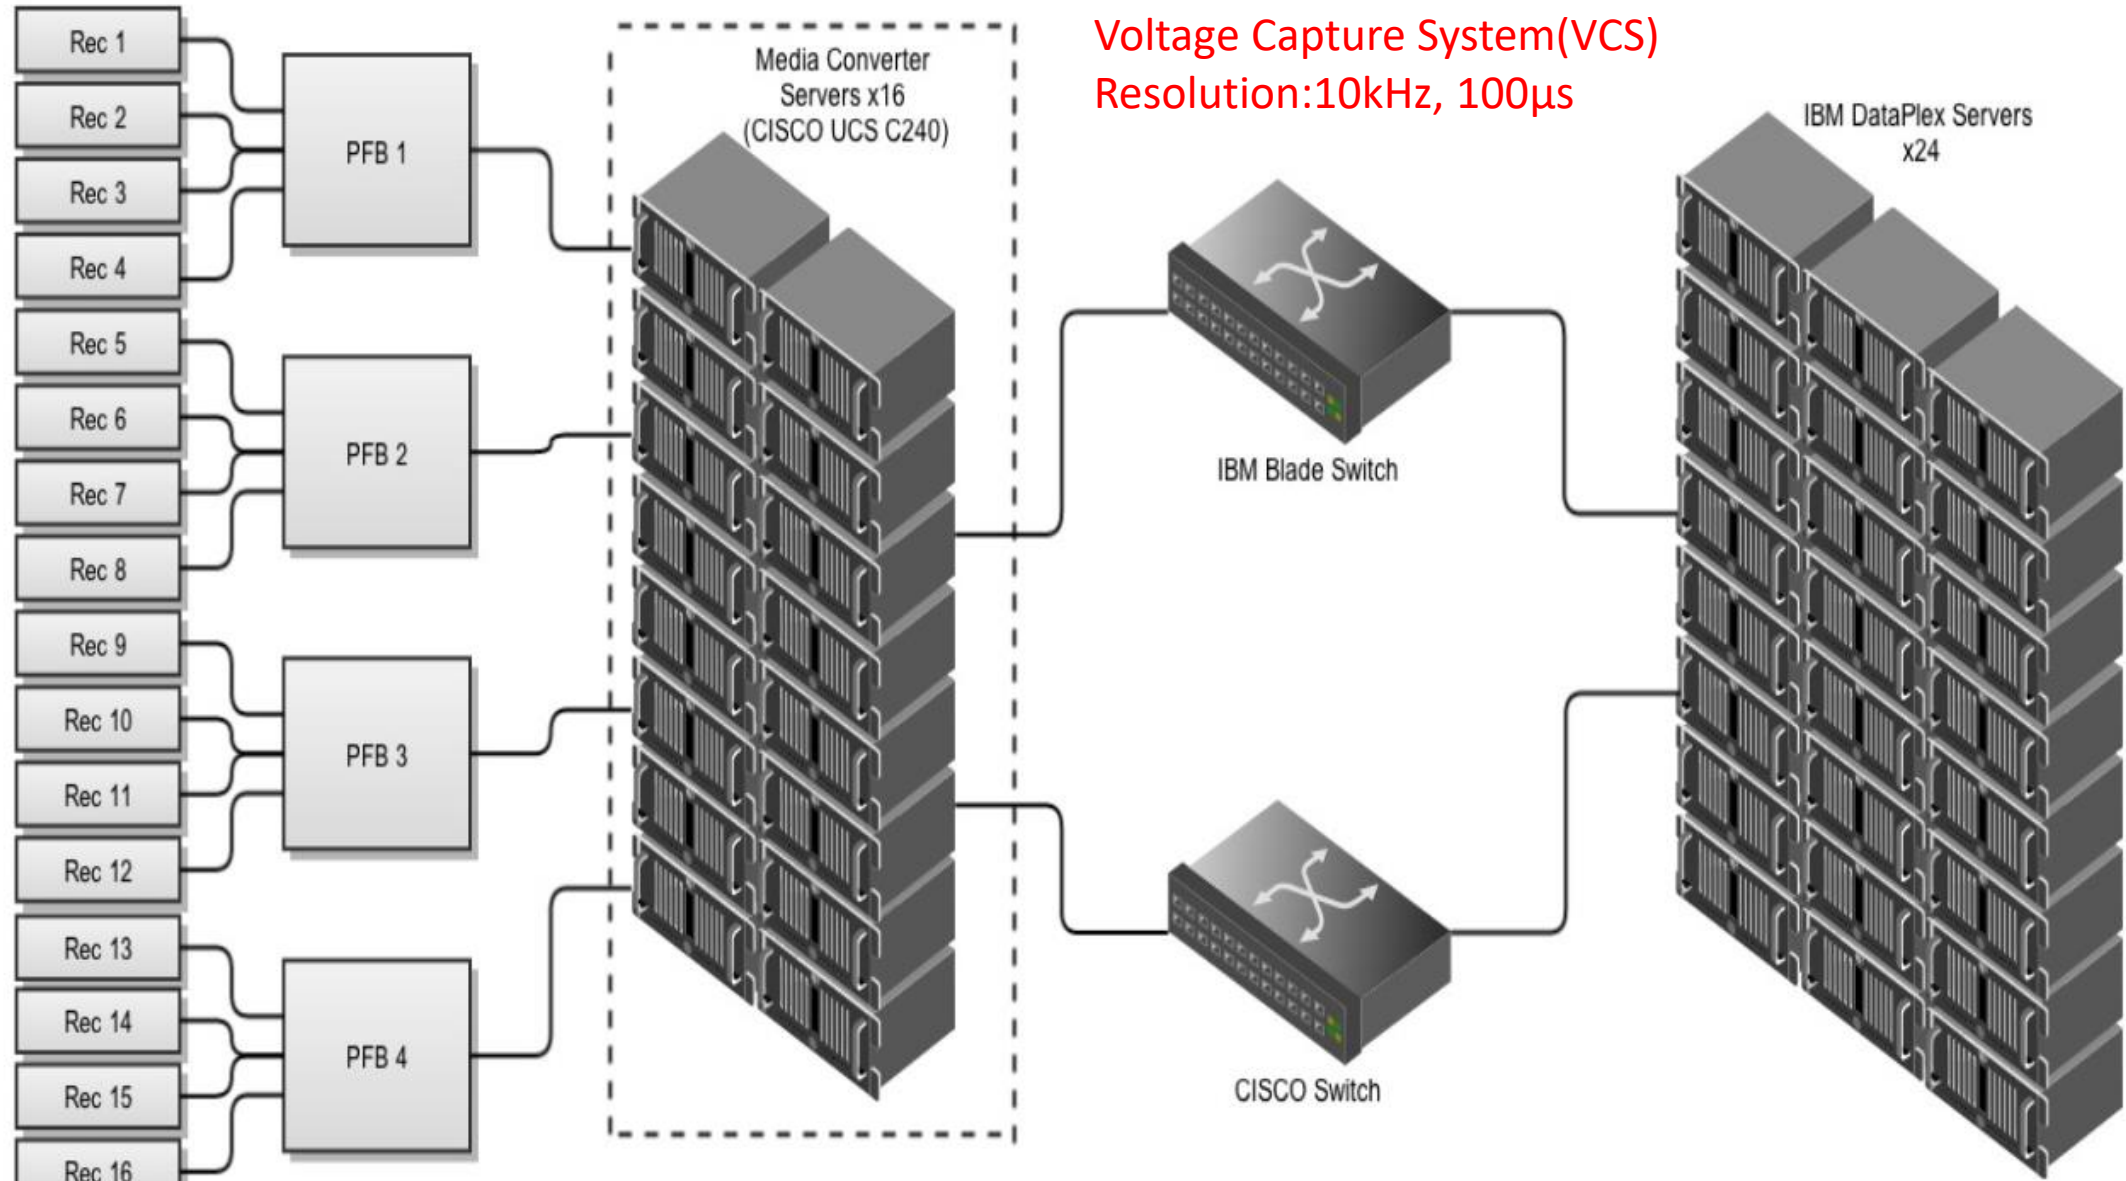 Voltage Capture System(VCS)
Resolution:10kHz, 100µs
Rec 1
Rec 2
Rec 3
Rec 4
Rec 5
Rec 6
Rec 7
Rec 8
Rec 9
Rec 10
Rec 11
Rec 12
Rec 13
Rec 14
Rec 15
Rec 16
PFB 1
PFB 2
PFB 3
PFB 4
Media Converter
Servers x16
(CISCO UCS C240)
IBM Blade Switch
CISCO Switch
IBM DataPlex Servers
x24